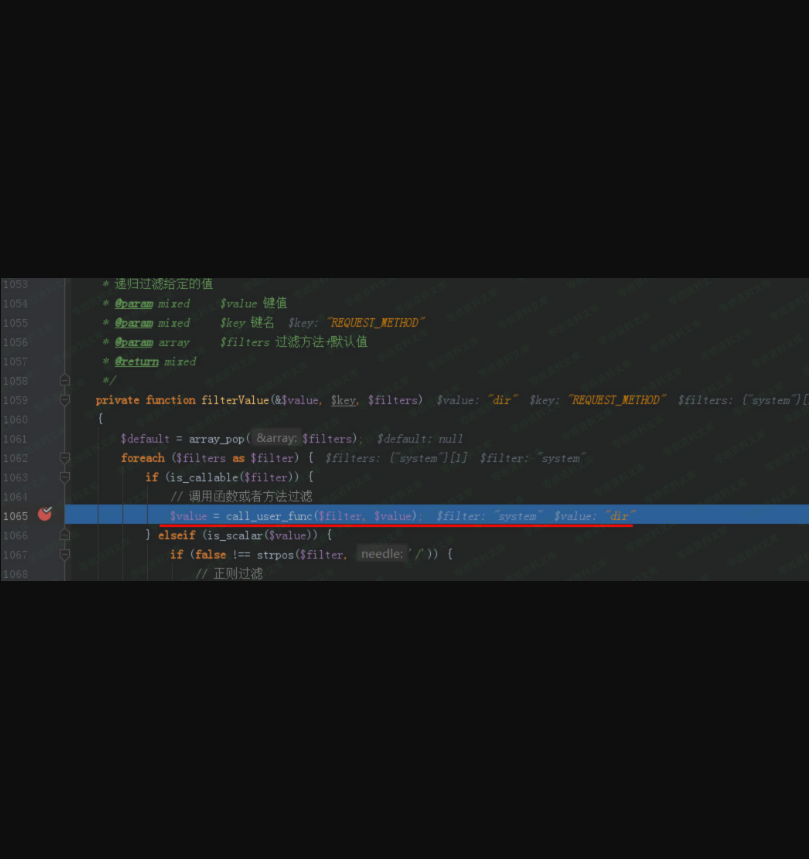 1053 * 递归过滤给定的值
1054 * @param mixed $value 键值
1055 * @param mixed $key 键名 $key: "REQUEST_METHOD"
1056 * @param array $filters 过滤方法+默认值
1057 * @return mixed
1058 */
1059 private function filterValue(&$value, $key, $filters) $value: "dir" $key: "REQUEST_METHOD" $filters: {"system"}[
1060 {
1061 $default = array_pop( &array: $filters); $default: null
1062 foreach ($filters as $filter) { $filters: {"system"}[1] $filter: "system"
1063 if (is_callable($filter)) {
1064 // 调用函数或者方法过滤
1065 $value = call_user_func($filter, $value); $filter: "system" $value: "dir"
1066 } elseif (is_scalar($value)) {
1067 if (false !== strpos($filter, needle: '/')) {
1068 // 正则过滤